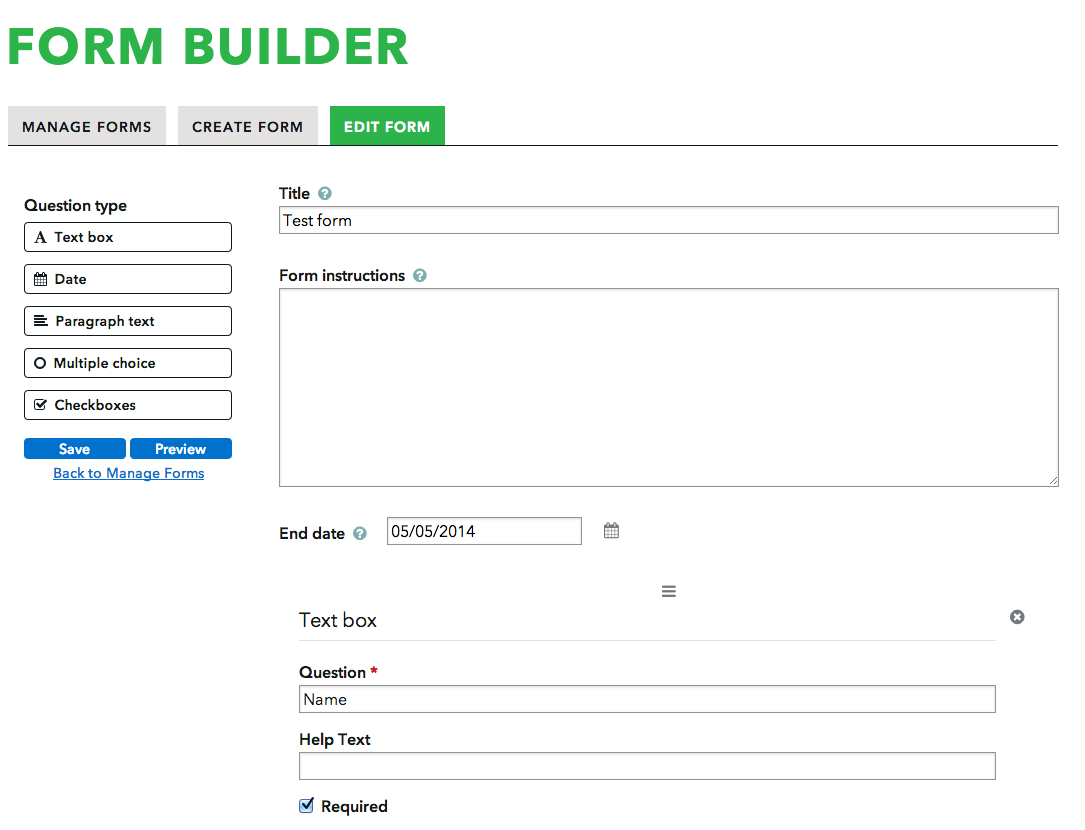 FORM BUILDER
MANAGE FORMS
CREATE FORM
EDIT FORM
Question type
Text box
Date
Paragraph text
Multiple choice
Checkboxes
Save
Preview
Back to Manage Forms
Title ?
Test form
Form instructions ?
End date ?
05/05/2014
Text box
Question *
Name
Help Text
Required